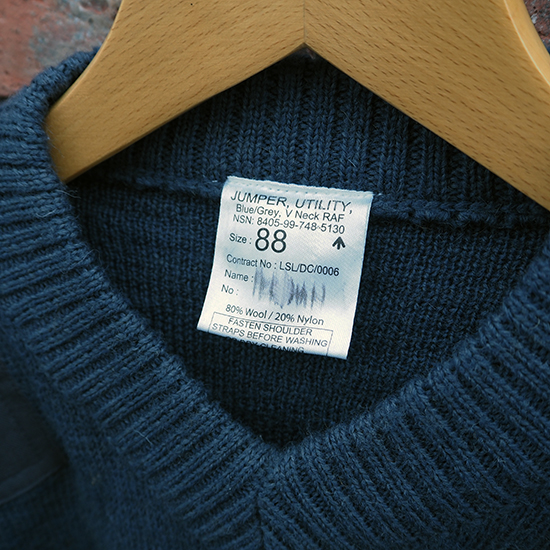 JUMPER, UTILITY,
Blue/Grey, V Neck RAF
NSN: 8405-99-748-5130
Size : 88
Contract No : LSL/DC/0006
Name :
No :
80% Wool / 20% Nylon
FASTEN SHOULDER
STRAPS BEFORE WASHING